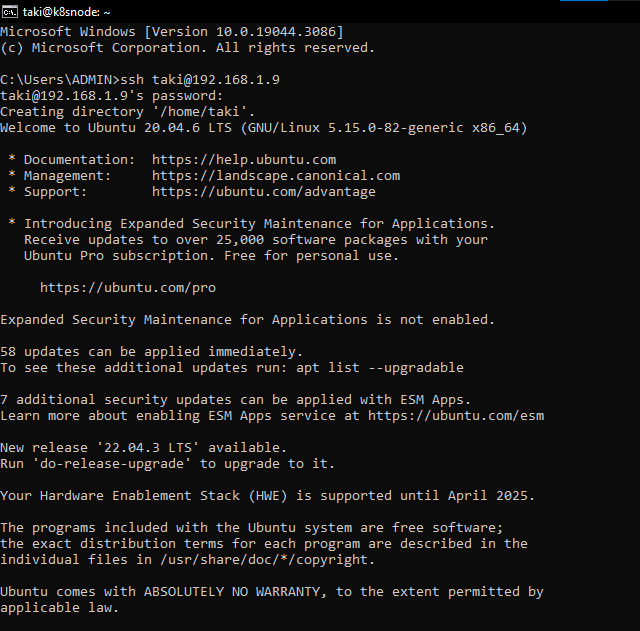 taki@k8snode: ~
Microsoft Windows [Version 10.0.19044.3086]
(c) Microsoft Corporation. All rights reserved.
C:\Users\ADMIN>ssh taki@192.168.1.9
taki@192.168.1.9's password:
Creating directory '/home/taki'.
Welcome to Ubuntu 20.04.6 LTS (GNU/Linux 5.15.0-82-generic x86_64)
* Documentation:  https://help.ubuntu.com
* Management:     https://landscape.canonical.com
* Support:        https://ubuntu.com/advantage
* Introducing Expanded Security Maintenance for Applications.
Receive updates to over 25,000 software packages with your
Ubuntu Pro subscription. Free for personal use.
https://ubuntu.com/pro
Expanded Security Maintenance for Applications is not enabled.
58 updates can be applied immediately.
To see these additional updates run: apt list --upgradable
7 additional security updates can be applied with ESM Apps.
Learn more about enabling ESM Apps service at https://ubuntu.com/esm
New release '22.04.3 LTS' available.
Run 'do-release-upgrade' to upgrade to it.
Your Hardware Enablement Stack (HWE) is supported until April 2025.
The programs included with the Ubuntu system are free software;
the exact distribution terms for each program are described in the
individual files in /usr/share/doc/*/copyright.
Ubuntu comes with ABSOLUTELY NO WARRANTY, to the extent permitted by
applicable law.